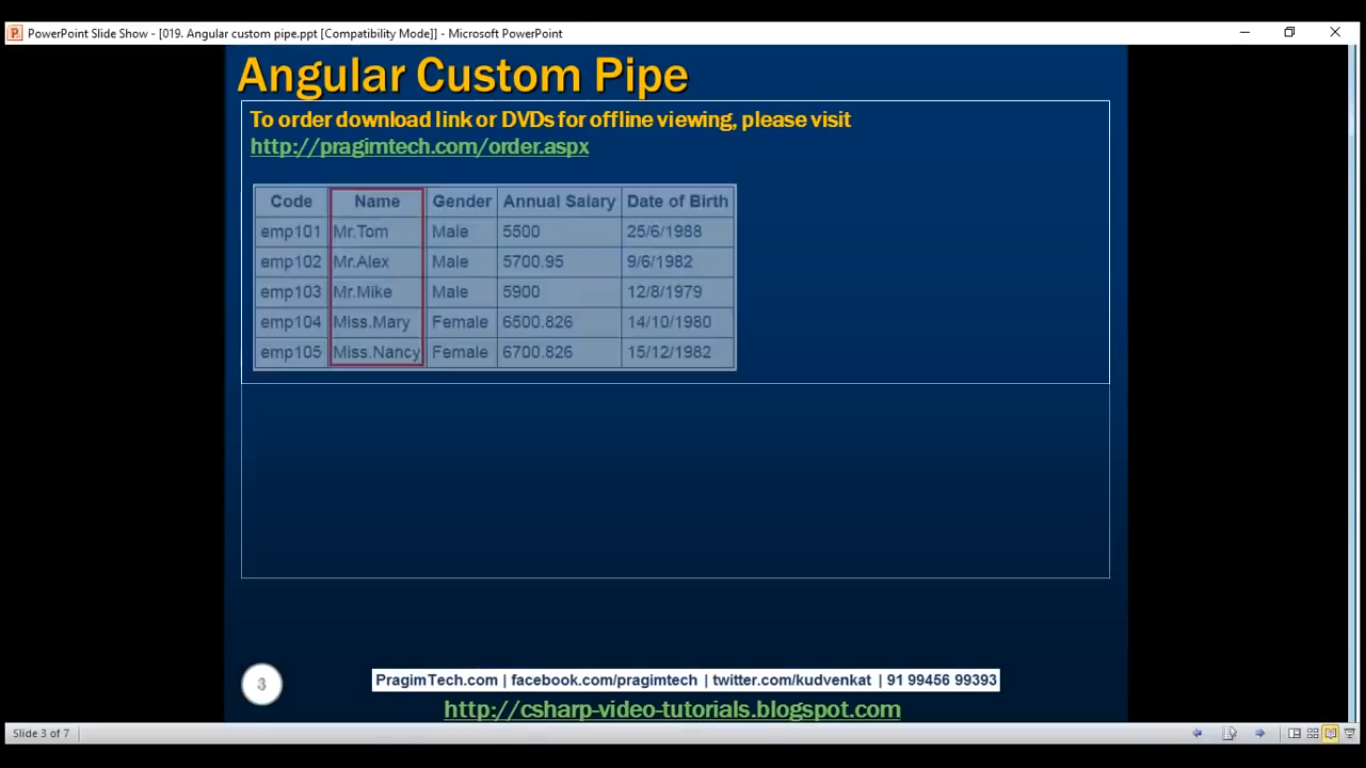 PowerPoint Slide Show - [019. Angular custom pipe.ppt [Compatibility Mode]] - Microsoft PowerPoint
Angular Custom Pipe
To order download link or DVDs for offline viewing, please visit
http://pragimtech.com/order.aspx
Code Name Gender Annual Salary Date of Birth
emp101 Mr.Tom Male 5500 25/6/1988
emp102 Mr.Alex Male 5700.95 9/6/1982
emp103 Mr.Mike Male 5900 12/8/1979
emp104 Miss.Mary Female 6500.826 14/10/1980
emp105 Miss.Nancy Female 6700.826 15/12/1982
3
PragimTech.com | facebook.com/pragimtech | twitter.com/kudvenkat | 91 99456 99393
http://csharp-video-tutorials.blogspot.com
Slide 3 of 7